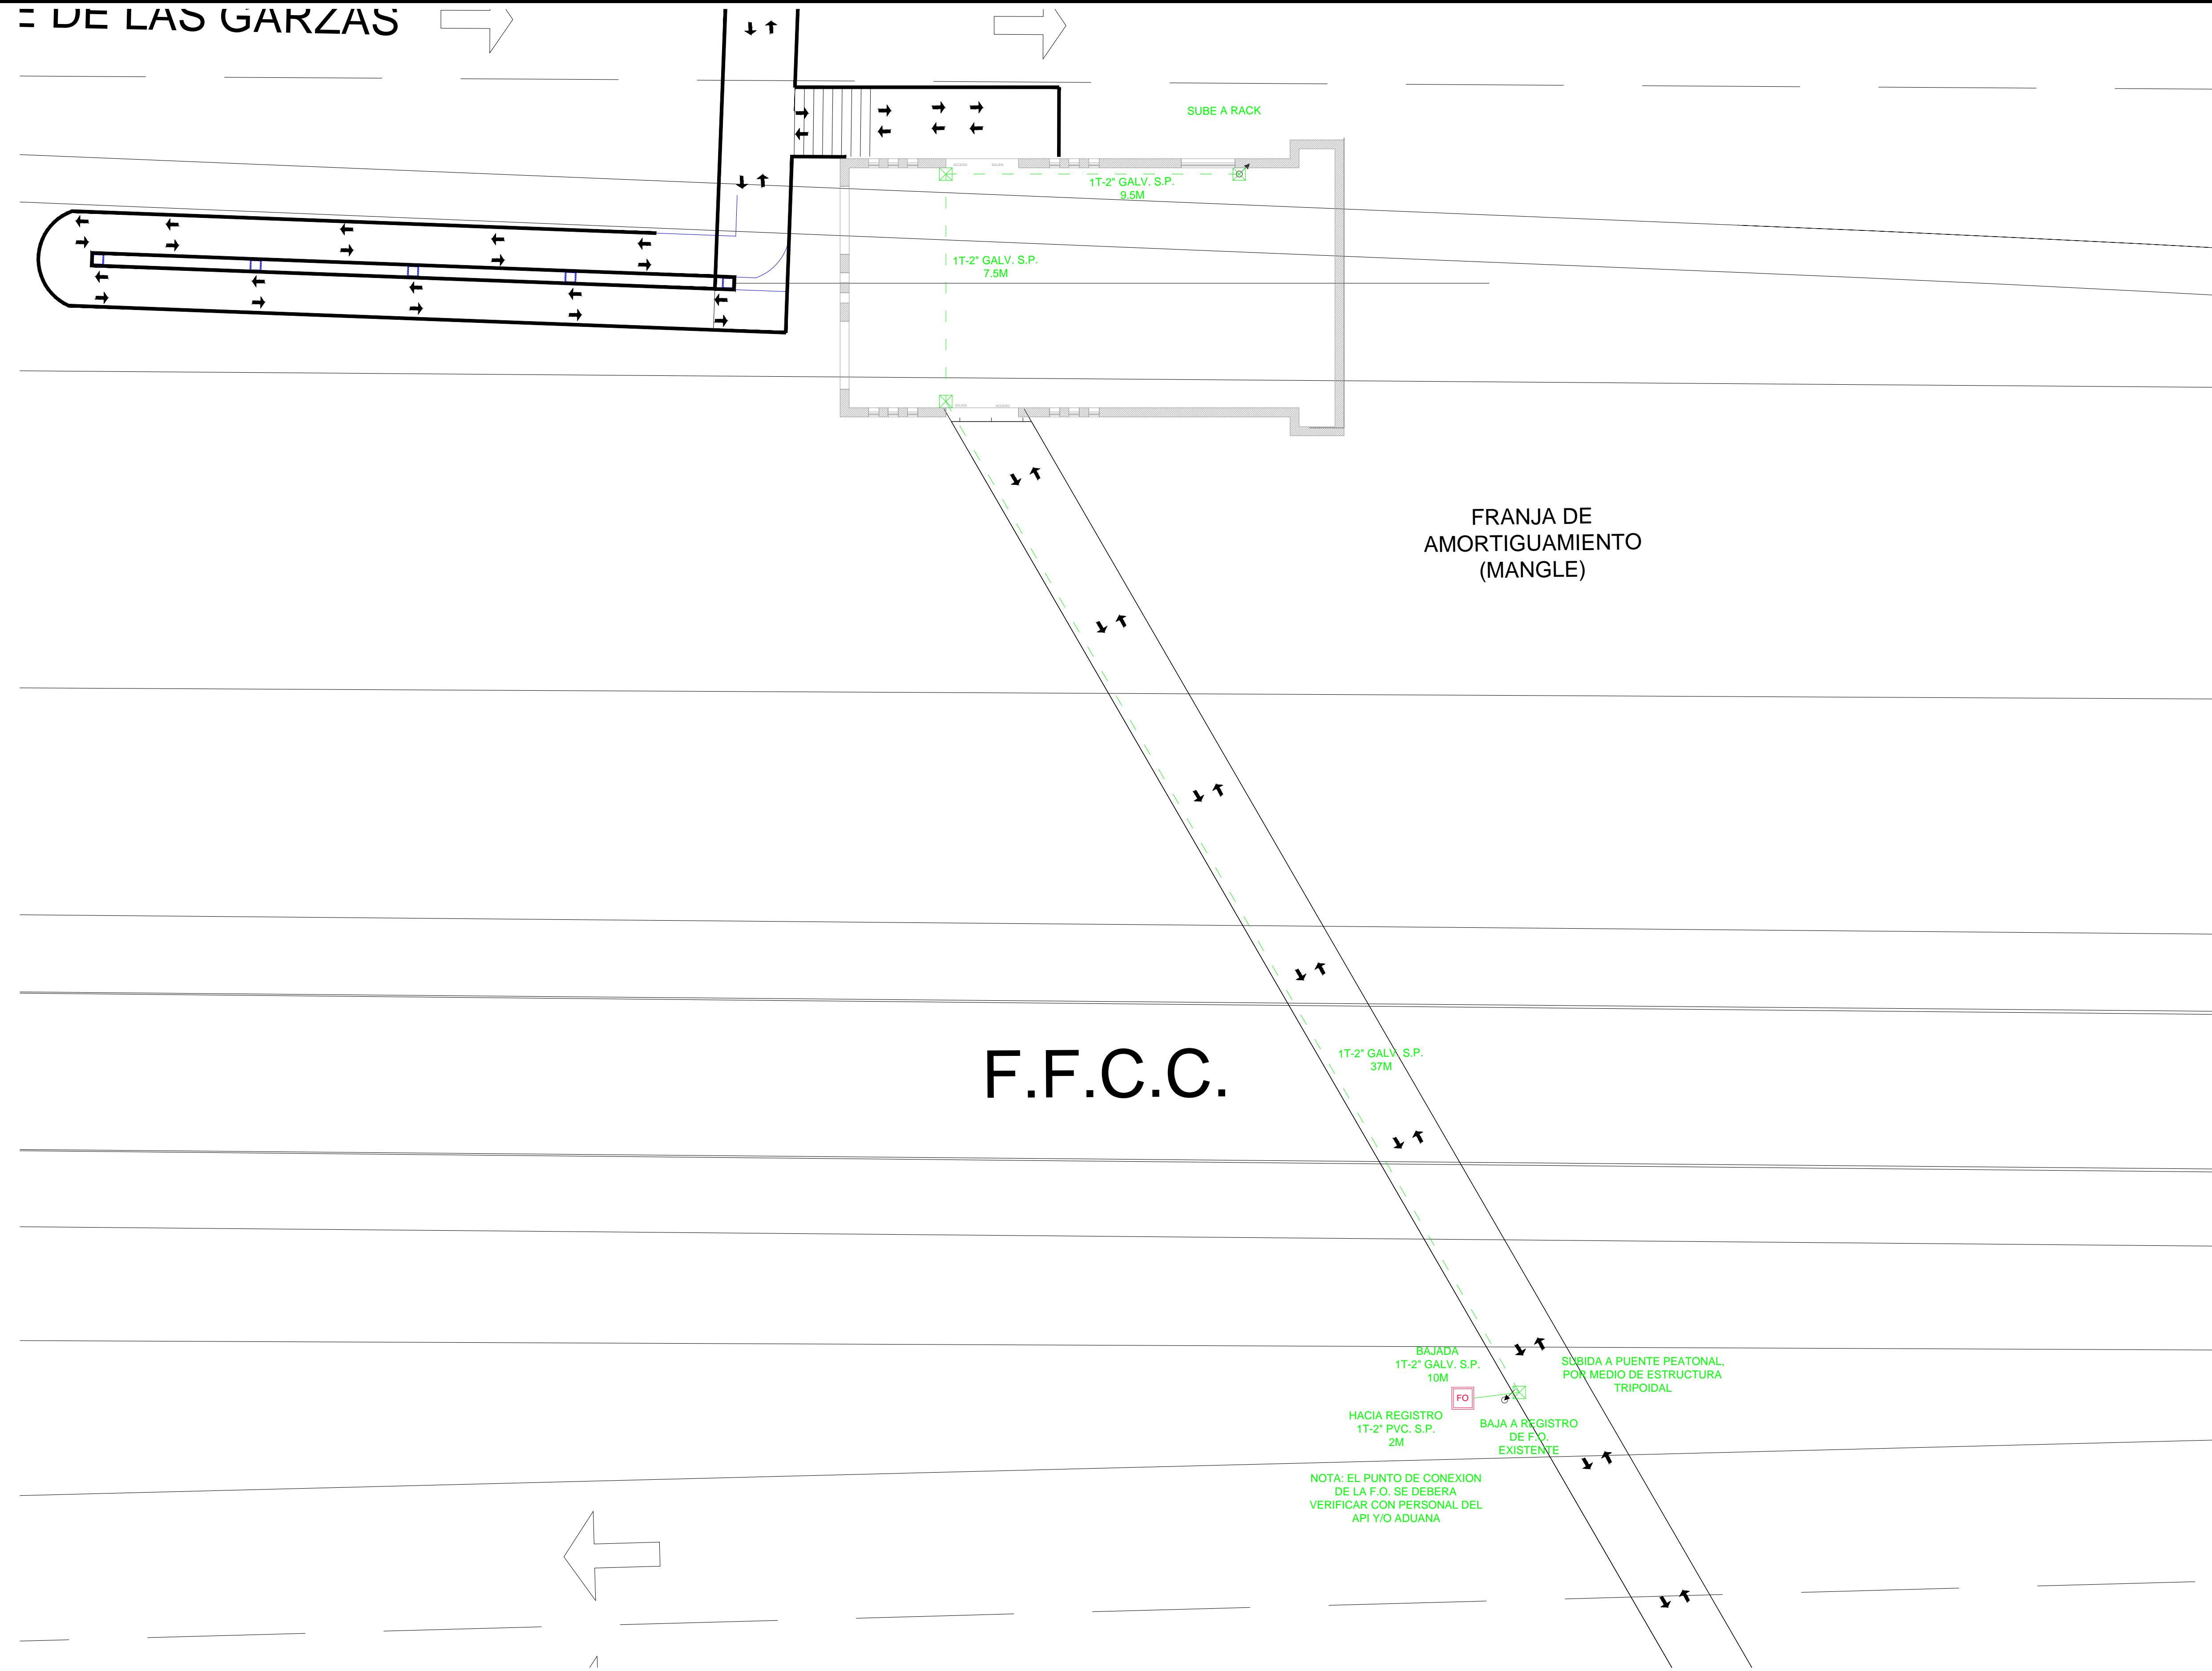 E DE LAS GARZAS
SUBE A RACK
1T-2" GALV. S.P.
9.5M
1T-2" GALV. S.P.
7.5M
FRANJA DE
AMORTIGUAMIENTO
(MANGLE)
F.F.C.C.
1T-2" GALV. S.P.
37M
BAJADA
1T-2" GALV. S.P.
10M
SUBIDA A PUENTE PEATONAL,
POR MEDIO DE ESTRUCTURA
TRIPOIDAL
FO
HACIA REGISTRO
1T-2" PVC. S.P.
2M
BAJA A REGISTRO
DE F.O.
EXISTENTE
NOTA: EL PUNTO DE CONEXION
DE LA F.O. SE DEBERA
VERIFICAR CON PERSONAL DEL
API Y/O ADUANA